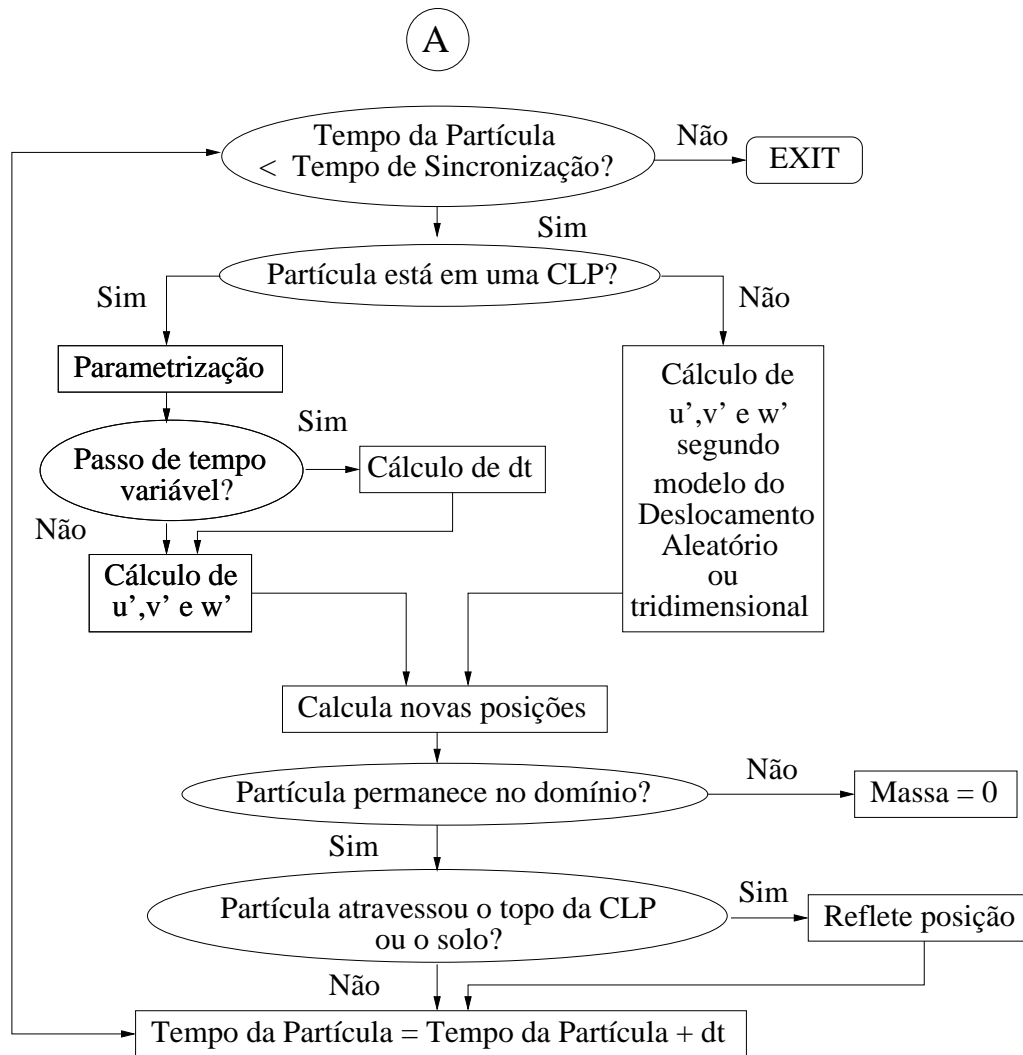 A
Tempo da Partícula
< Tempo de Sincronização?
Não
EXIT
Sim
Partícula está em uma CLP?
Sim
Não
Parametrização
Cálculo de
u’,v’ e w’
segundo
modelo do
Deslocamento
Aleatório
ou
tridimensional
Sim
Passo de tempo
variável?
Cálculo de dt
Não
Cálculo de
u’,v’ e w’
Calcula novas posições
Partícula permanece no domínio?
Não
Massa = 0
Sim
Partícula atravessou o topo da CLP
ou o solo?
Sim
Reflete posição
Não
Tempo da Partícula = Tempo da Partícula + dt